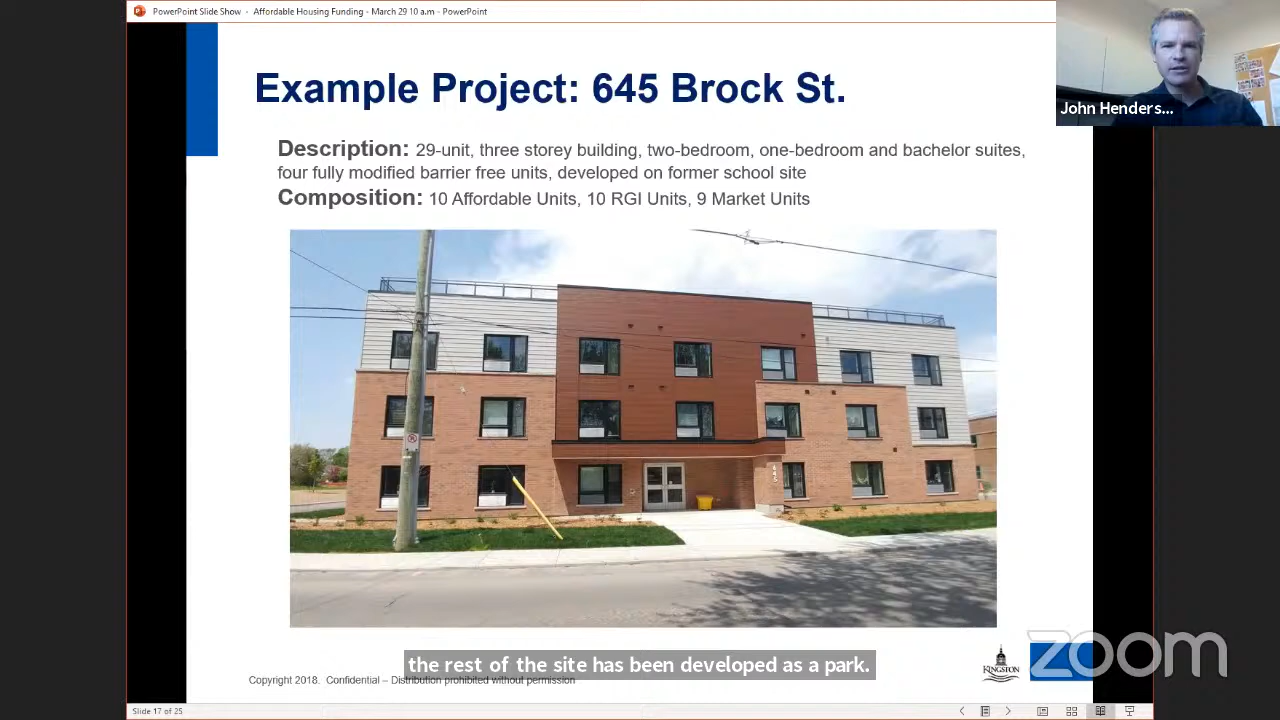 PowerPoint Slide Show - Affordable Housing Funding - March 29 10 a.m - PowerPoint
John Henders...
Example Project: 645 Brock St.
Description: 29-unit, three storey building, two-bedroom, one-bedroom and bachelor suites,
four fully modified barrier free units, developed on former school site
Composition: 10 Affordable Units, 10 RGI Units, 9 Market Units
645
the rest of the site has been developed as a park.
Copyright 2018. Confidential – Distribution prohibited without permission
KINGSTON
zoom
Slide 17 of 25